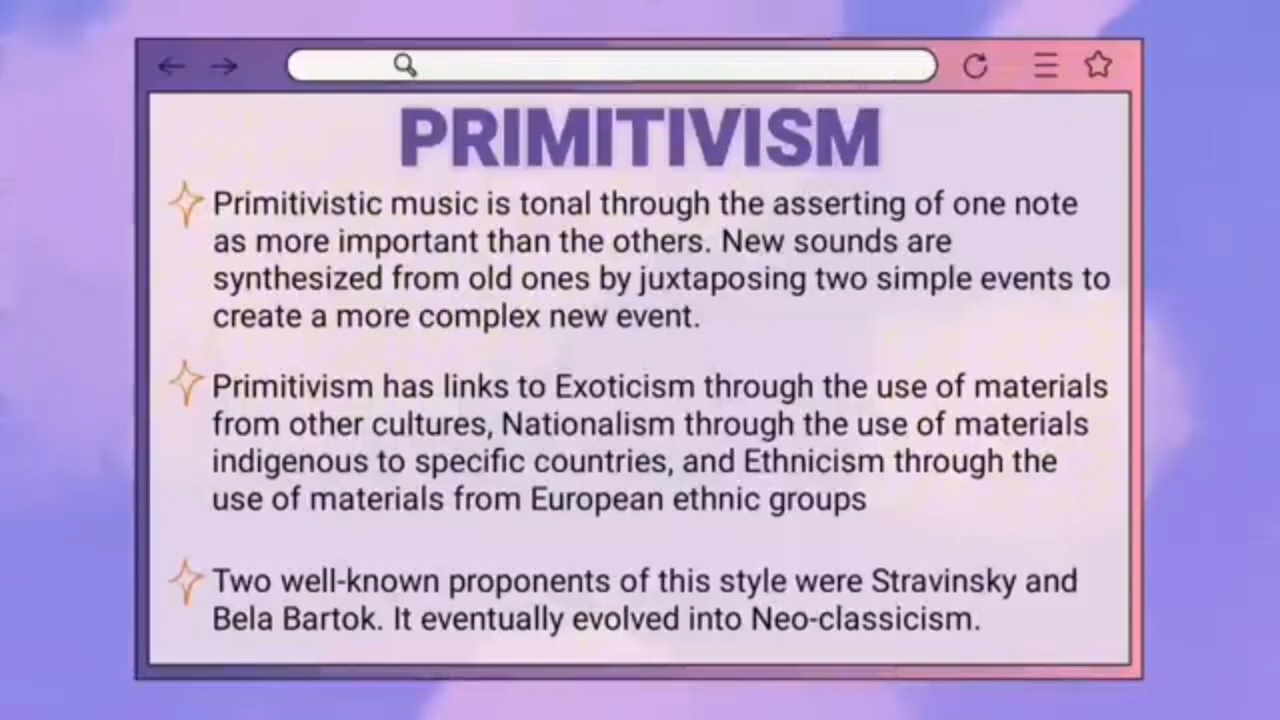 PRIMITIVISM
Primitivistic music is tonal through the asserting of one note
as more important than the others. New sounds are
synthesized from old ones by juxtaposing two simple events to
create a more complex new event.
Primitivism has links to Exoticism through the use of materials
from other cultures, Nationalism through the use of materials
indigenous to specific countries, and Ethnicism through the
use of materials from European ethnic groups
Two well-known proponents of this style were Stravinsky and
Bela Bartok. It eventually evolved into Neo-classicism.